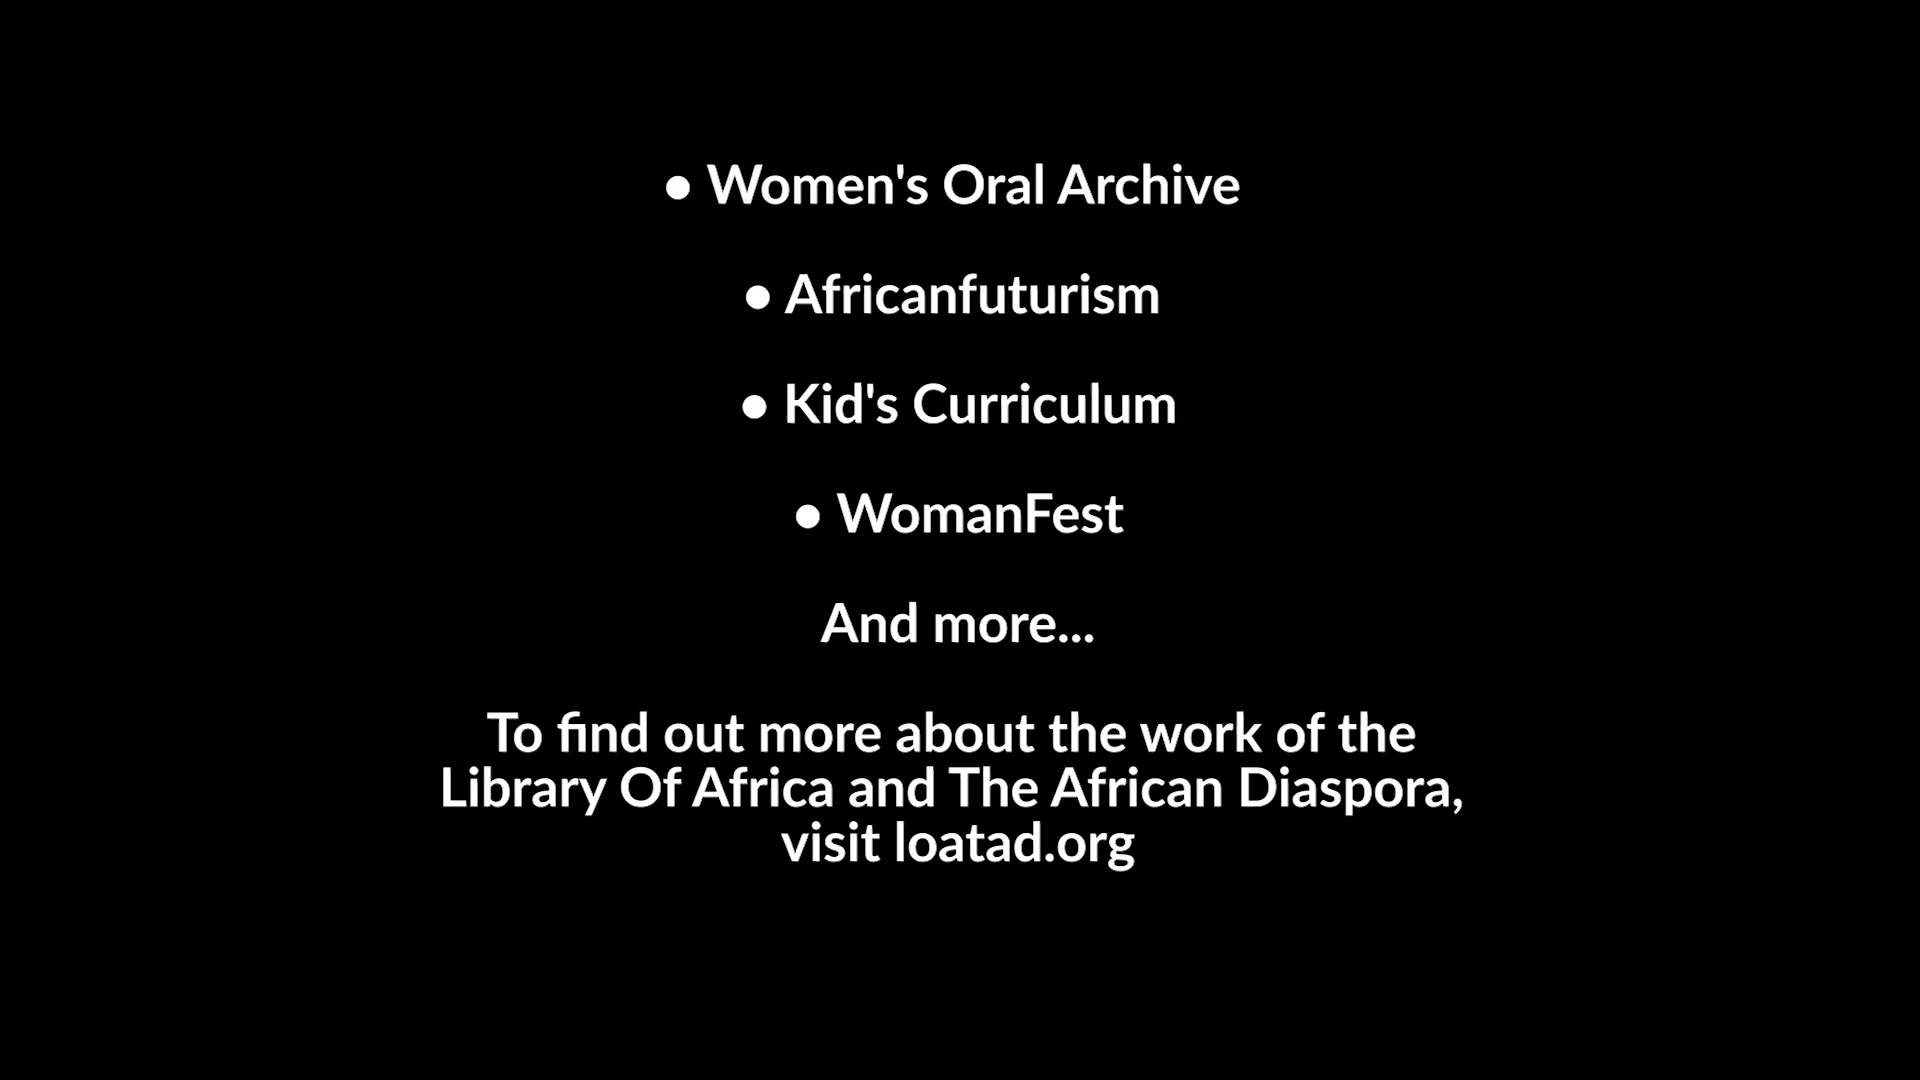 • Women's Oral Archive
• Africanfuturism
• Kid's Curriculum
• WomanFest
And more...
To find out more about the work of the
Library Of Africa and The African Diaspora,
visit loatad.org